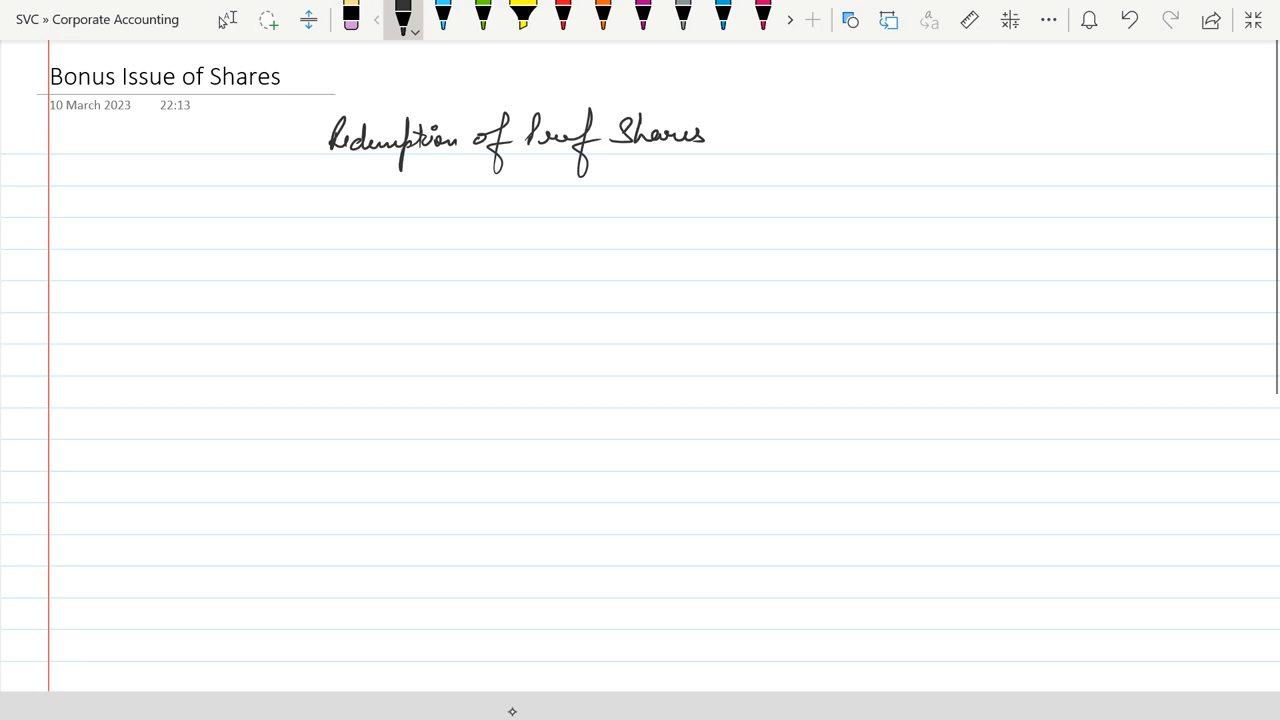 SVC » Corporate Accounting
Bonus Issue of Shares
10 March 2023 22:13
Redemption of Pref Shares